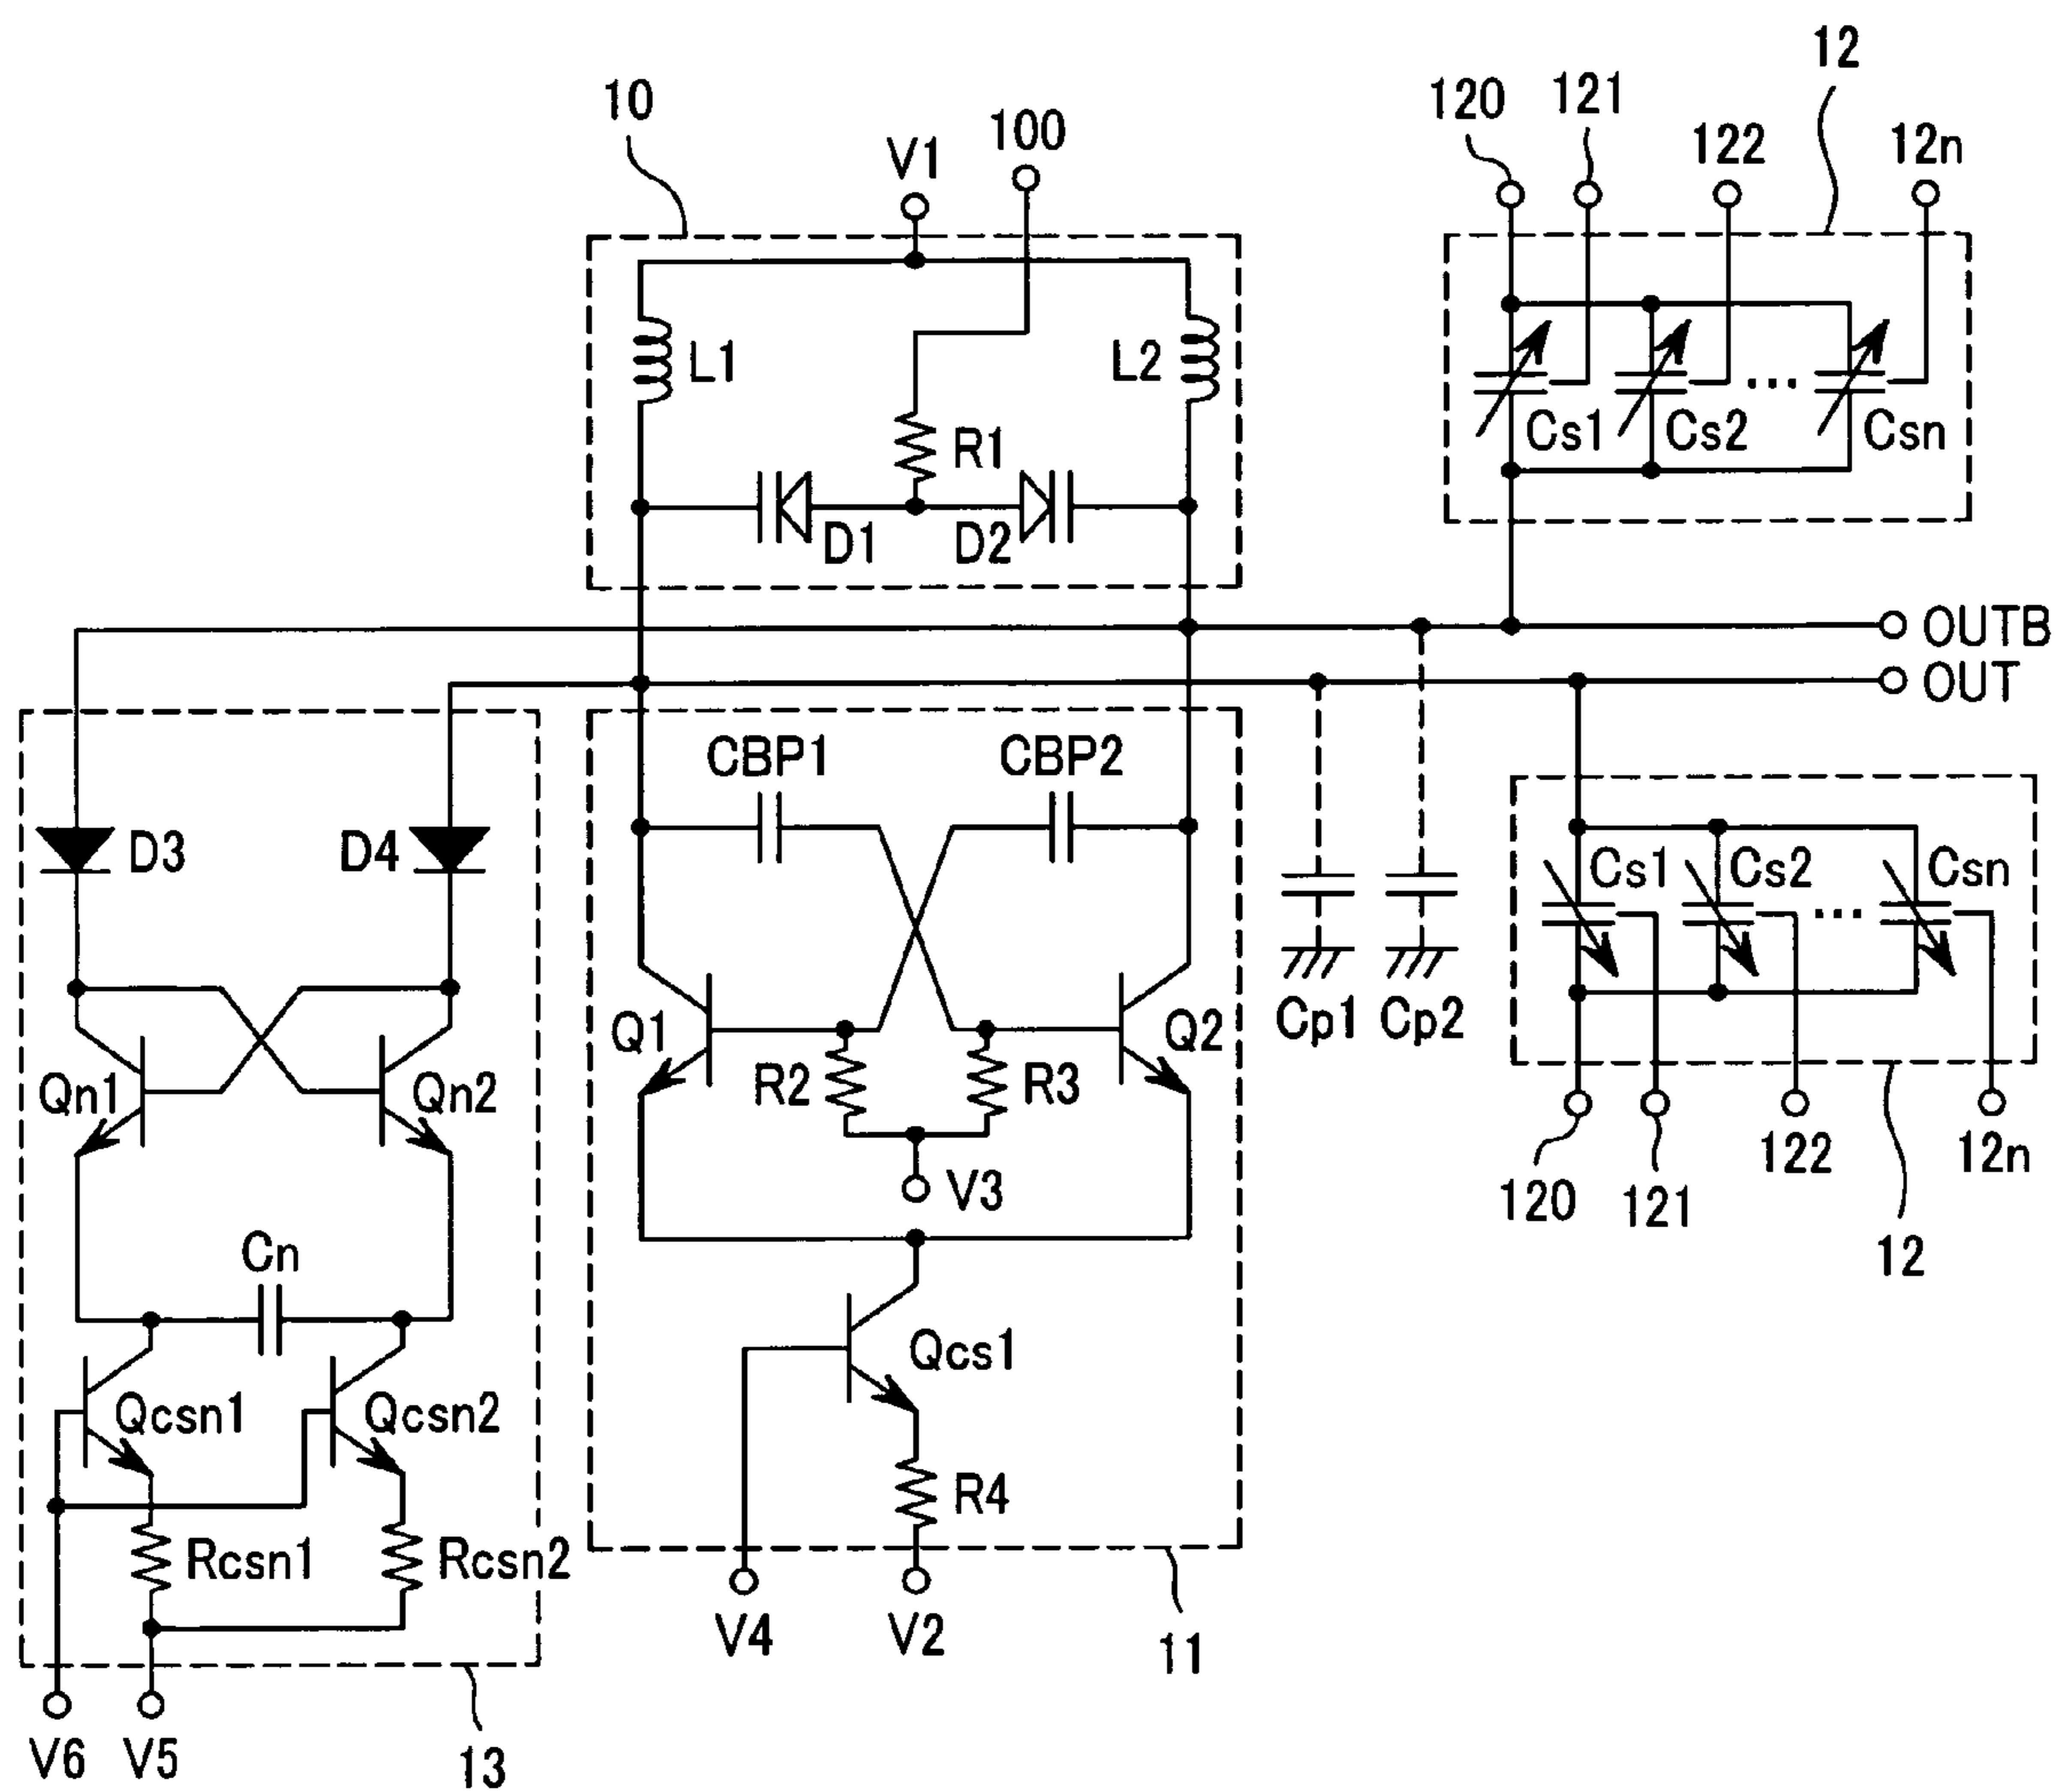 12
10
120
121
100
V1
122
12n
L1
L2
R1
Cs1
Cs2
...
Csn
D1
D2
OUTB
OUT
CBP1
CBP2
D3
D4
Cs1
Cs2
Csn
...
Cp1
Cp2
Q1
Q2
Qn1
Qn2
R2
R3
122
12n
V3
120
121
Cn
12
Qcs1
Qcsn1
Qcsn2
R4
Rcsn1
Rcsn2
V4
V2
11
V6
V5
13